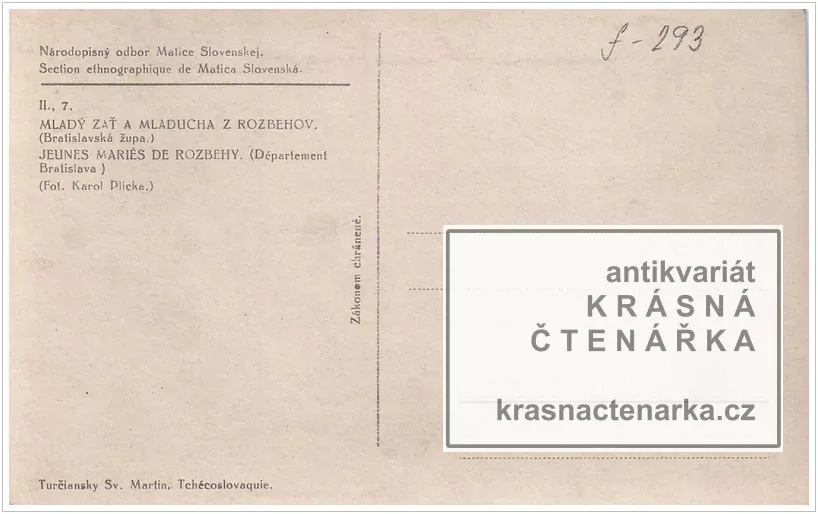 Národopisný odbor Matice Slovenskej.
Section ethnographique de Matica Slovenská.
II., 7.
MLADÝ ZAŤ A MLADUCHA Z ROZBEHOV.
(Bratislavská župa.)
JEUNES MARIÉS DE ROZBEHY. (Département
Bratislava )
(Fot. Karol Plicka.)
f-293
Zákonom chránené.
antikvariát
KRÁSNÁ
ČTENÁŘKA
krasnactenarka.cz
Turčiansky Sv. Martin, Tchécoslovaquie.